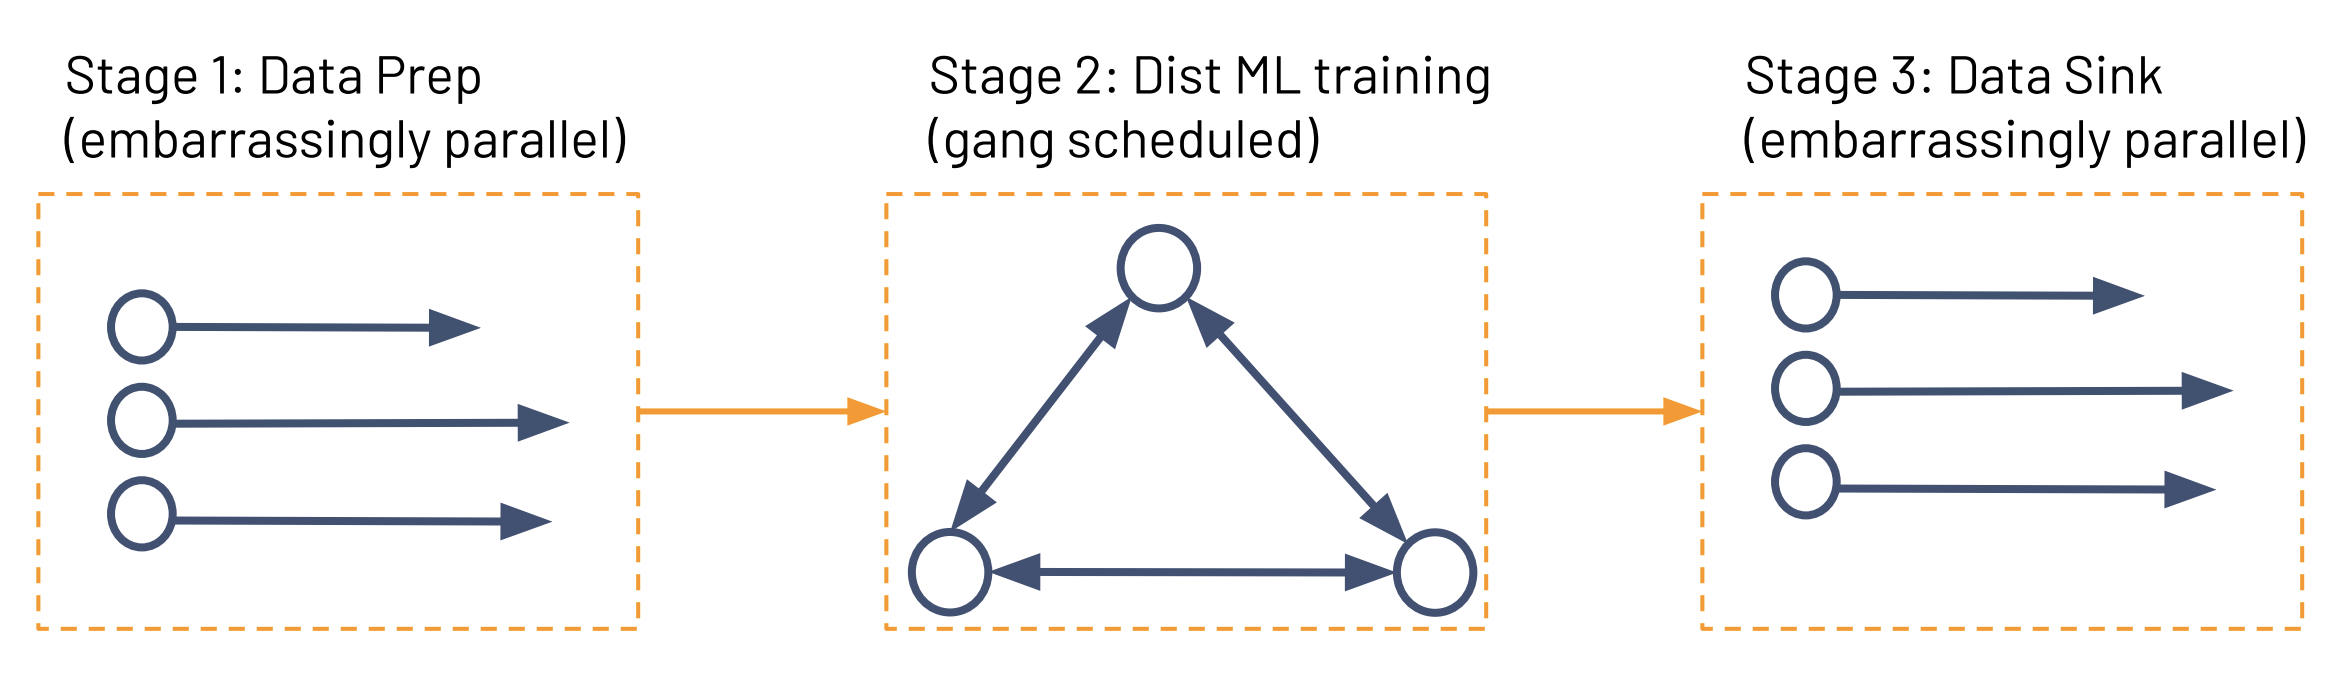 Stage 1: Data Prep
(embarrassingly parallel)
Stage 2: Dist ML training
(gang scheduled)
Stage 3: Data Sink
(embarrassingly parallel)